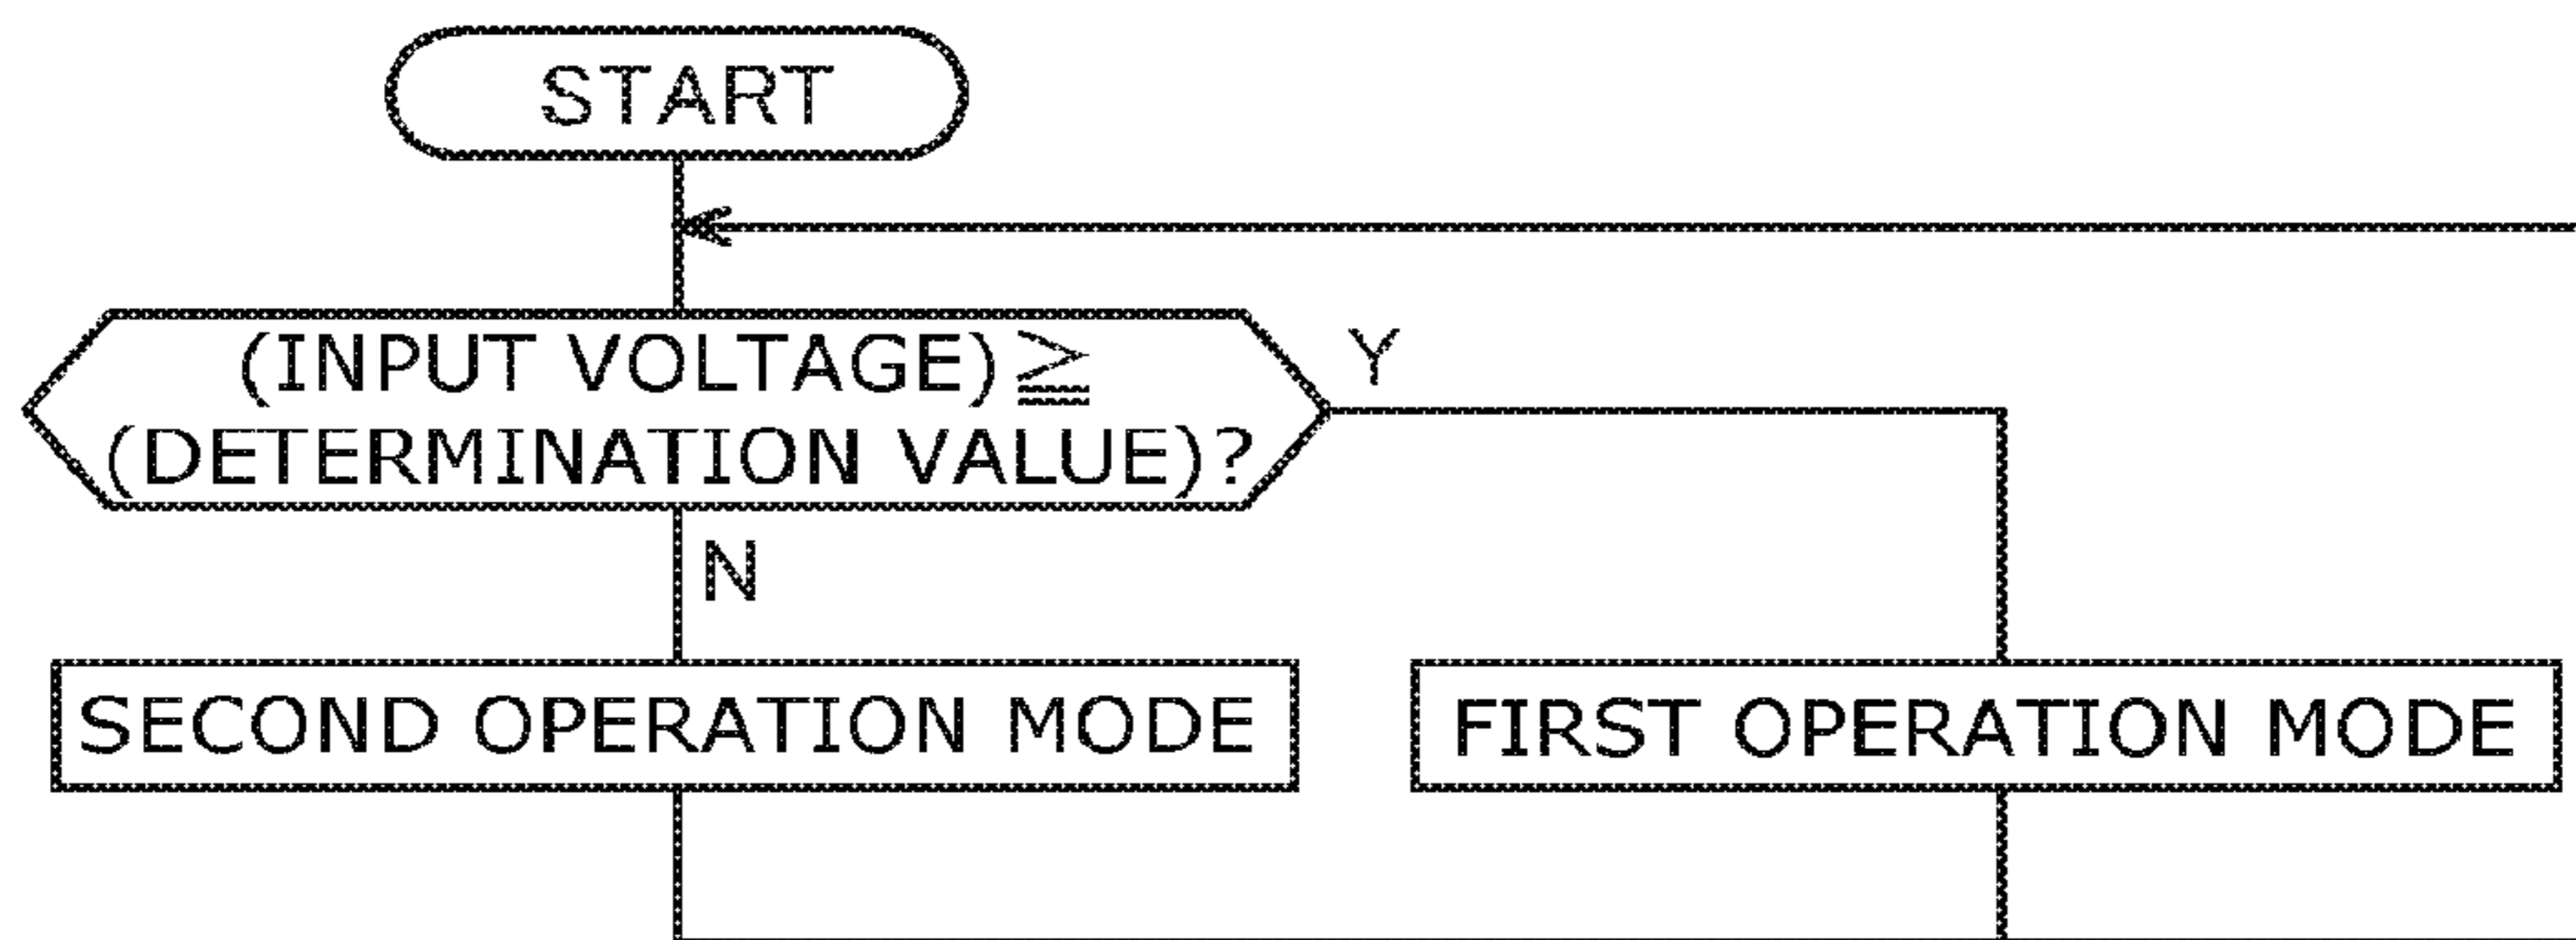 START
(INPUT VOLTAGE)≧
(DETERMINATION VALUE)?
Y
N
SECOND OPERATION MODE
FIRST OPERATION MODE